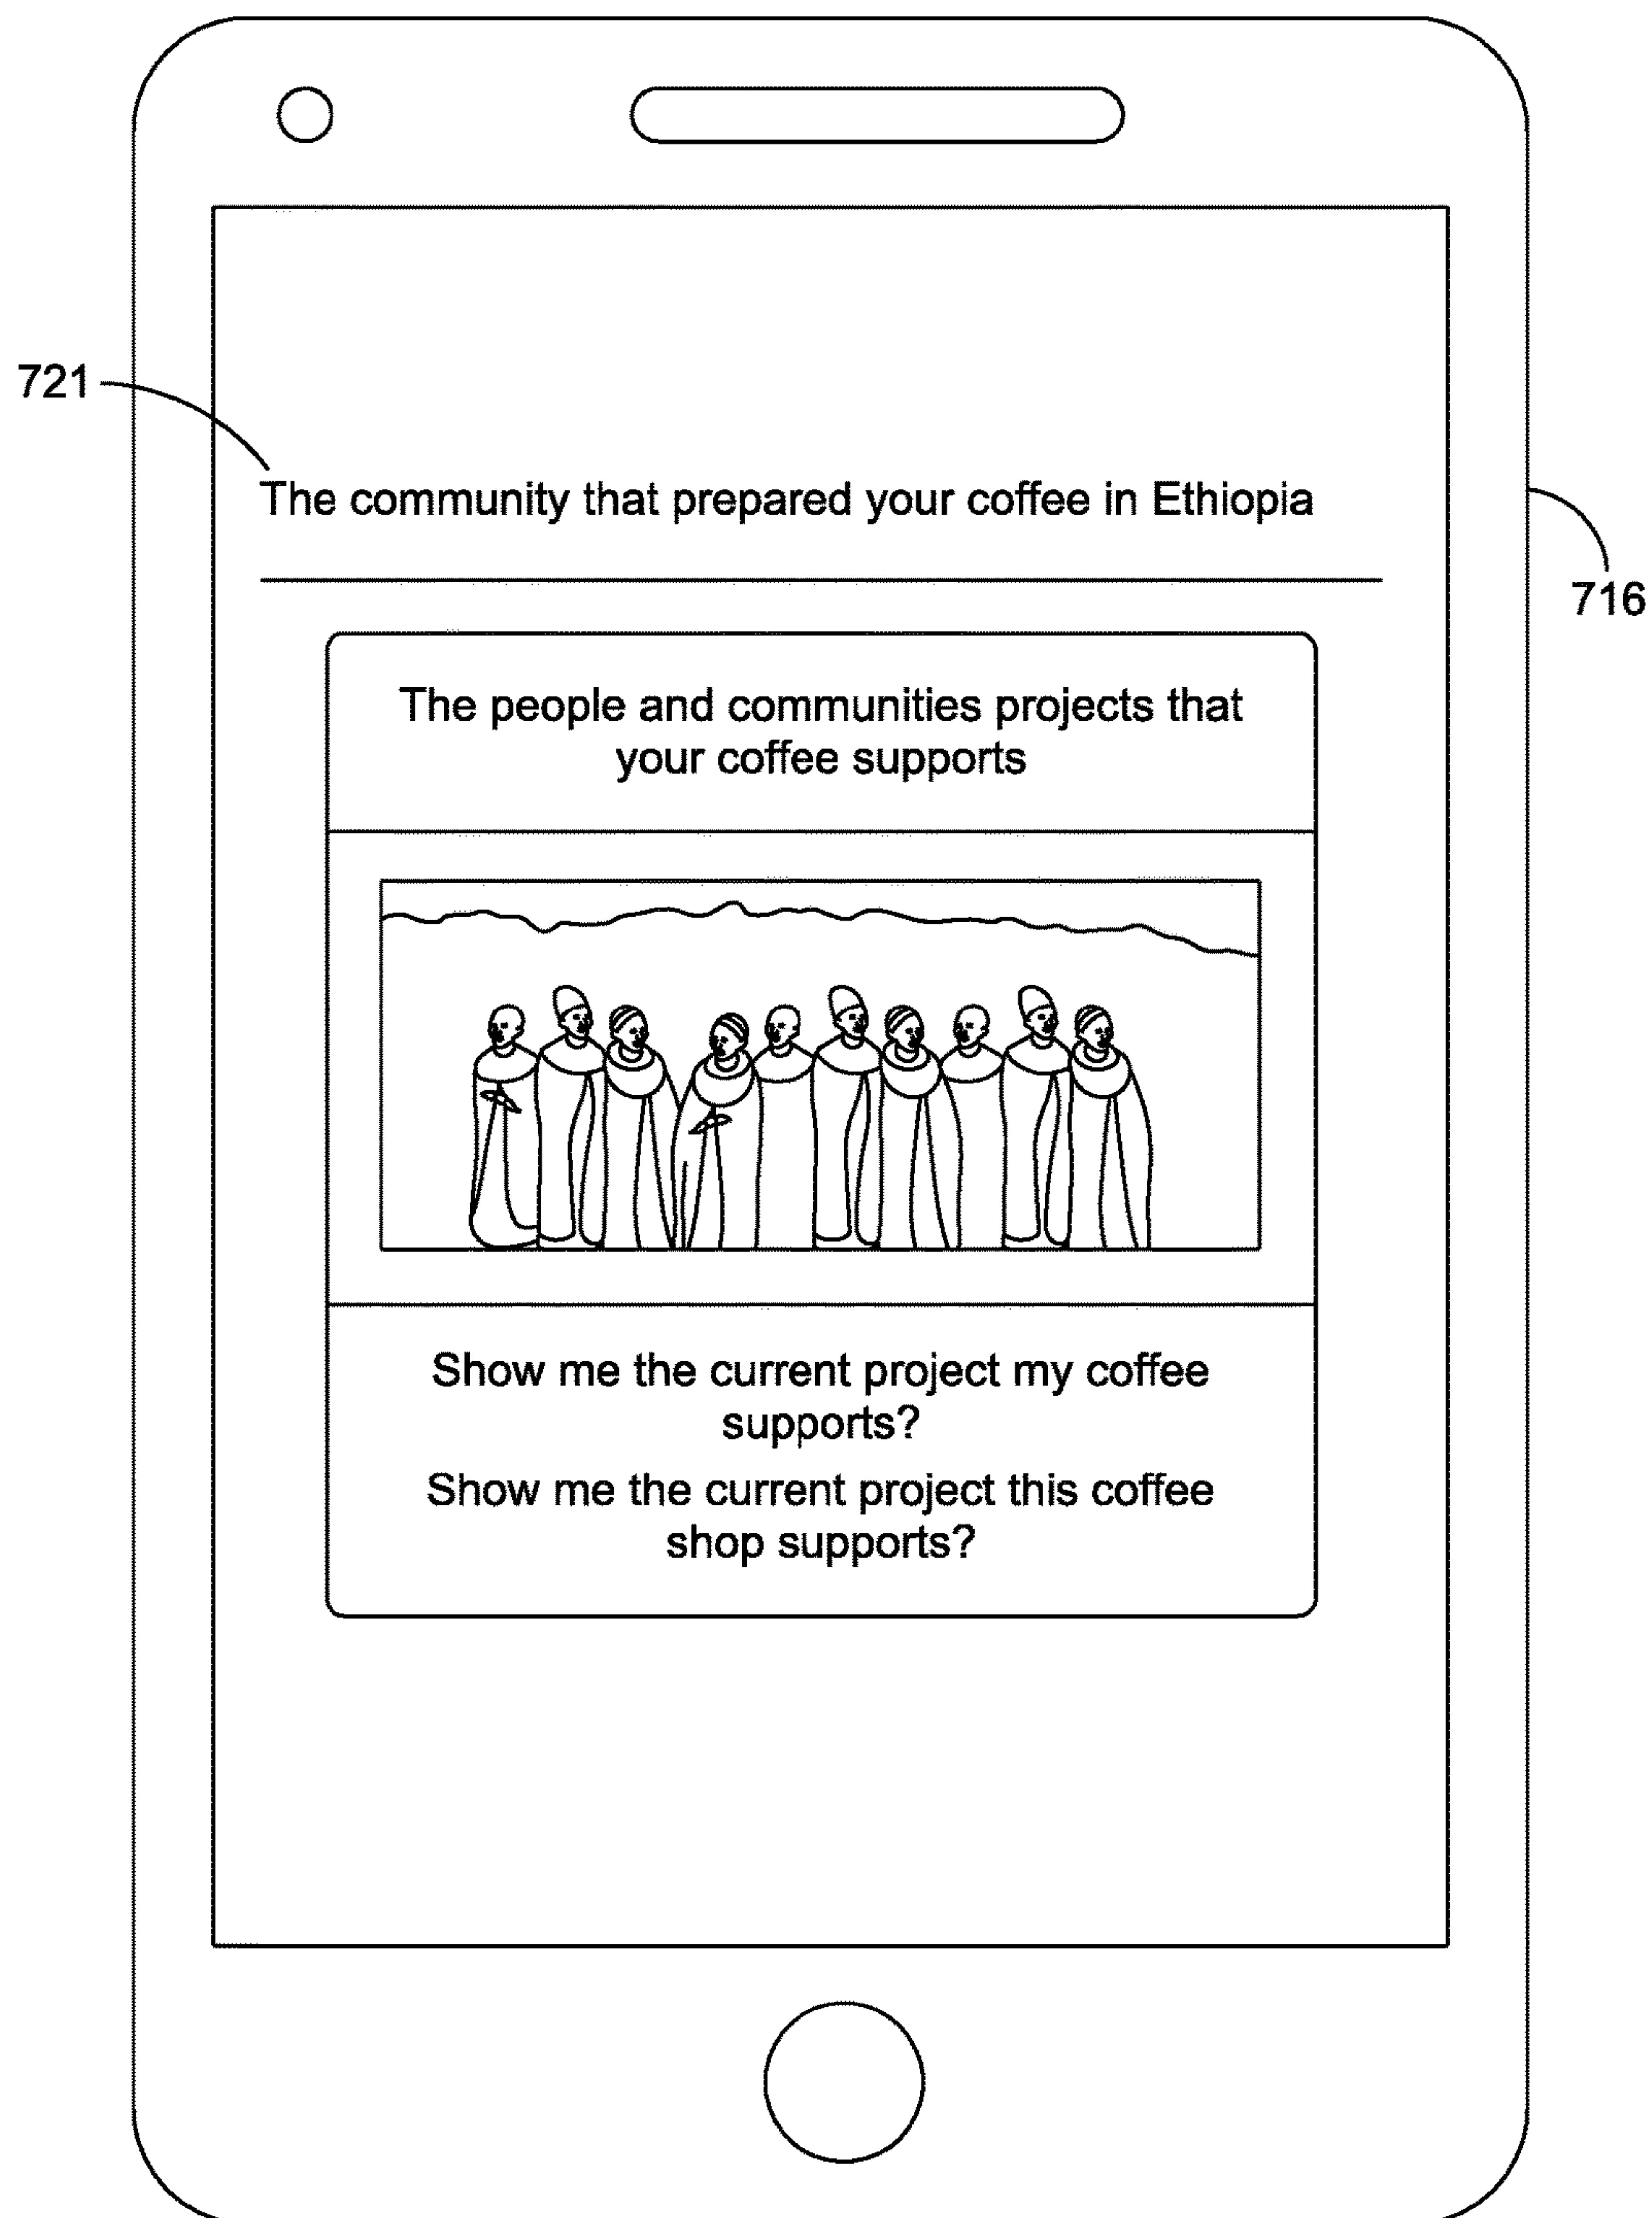 721
The community that prepared your coffee in Ethiopia
716
The people and communities projects that
your coffee supports
Show me the current project my coffee
supports?
Show me the current project this coffee
shop supports?